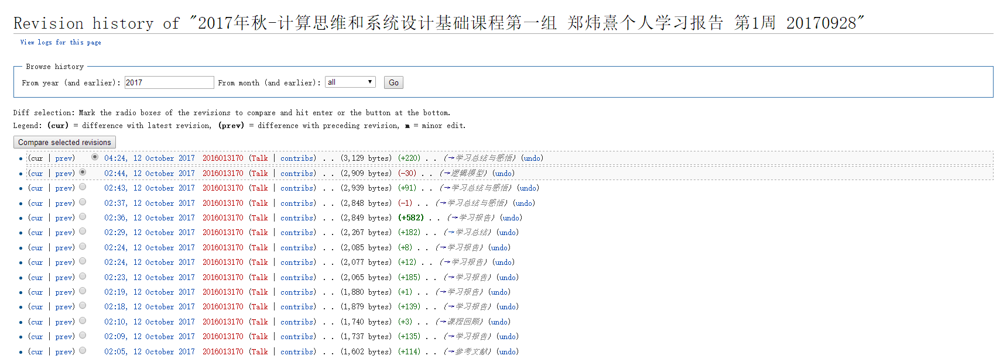 Revision history of "2017年秋-计算思维和系统设计基础课程第一组 郑炜熹个人学习报告 第1周 20170928"
View logs for this page
Browse history
From year (and earlier): 2017 From month (and earlier): all Go
Diff selection: Mark the radio boxes of the revisions to compare and hit enter or the button at the bottom.
Legend: (cur) = difference with latest revision, (prev) = difference with preceding revision, m = minor edit.
Compare selected revisions
(cur | prev) 04:24, 12 October 2017 2016013170 (Talk | contribs) . . (3,129 bytes) (+220) . . (→学习总结与感悟) (undo)
(cur | prev) 02:44, 12 October 2017 2016013170 (Talk | contribs) . . (2,909 bytes) (-30) . . (→逻辑模型) (undo)
(cur | prev) 02:43, 12 October 2017 2016013170 (Talk | contribs) . . (2,939 bytes) (+91) . . (→学习总结与感悟) (undo)
(cur | prev) 02:37, 12 October 2017 2016013170 (Talk | contribs) . . (2,848 bytes) (-1) . . (→学习总结与感悟) (undo)
(cur | prev) 02:36, 12 October 2017 2016013170 (Talk | contribs) . . (2,849 bytes) (+582) . . (→学习报告) (undo)
(cur | prev) 02:29, 12 October 2017 2016013170 (Talk | contribs) . . (2,267 bytes) (+182) . . (→学习总结) (undo)
(cur | prev) 02:24, 12 October 2017 2016013170 (Talk | contribs) . . (2,085 bytes) (+8) . . (→学习报告) (undo)
(cur | prev) 02:24, 12 October 2017 2016013170 (Talk | contribs) . . (2,077 bytes) (+12) . . (→学习报告) (undo)
(cur | prev) 02:23, 12 October 2017 2016013170 (Talk | contribs) . . (2,065 bytes) (+185) . . (→学习报告) (undo)
(cur | prev) 02:19, 12 October 2017 2016013170 (Talk | contribs) . . (1,880 bytes) (+1) . . (→学习报告) (undo)
(cur | prev) 02:18, 12 October 2017 2016013170 (Talk | contribs) . . (1,879 bytes) (+139) . . (→学习报告) (undo)
(cur | prev) 02:10, 12 October 2017 2016013170 (Talk | contribs) . . (1,740 bytes) (+3) . . (→课程回顾) (undo)
(cur | prev) 02:09, 12 October 2017 2016013170 (Talk | contribs) . . (1,737 bytes) (+135) . . (→学习报告) (undo)
(cur | prev) 02:05, 12 October 2017 2016013170 (Talk | contribs) . . (1,602 bytes) (+114) . . (→参考文献) (undo)